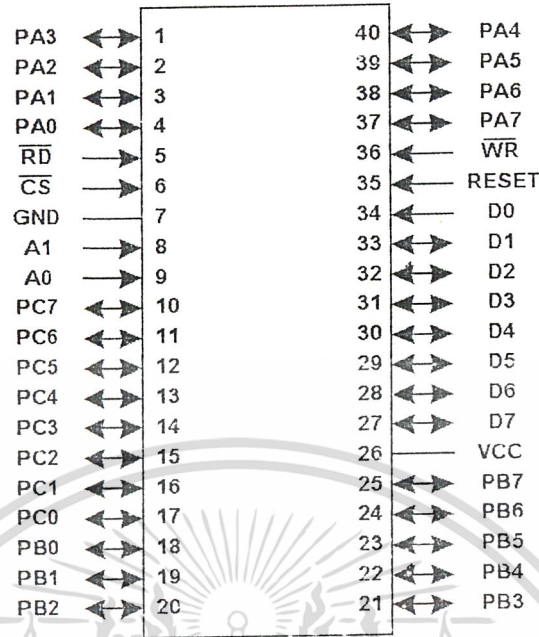 PA3 1 40 PA4
PA2 2 39 PA5
PA1 3 38 PA6
PA0 4 37 PA7
R̅D̅ 5 36 W̅R̅
C̅S̅ 6 35 RESET
GND 7 34 D0
A1 8 33 D1
A0 9 32 D2
PC7 10 31 D3
PC6 11 30 D4
PC5 12 29 D5
PC4 13 28 D6
PC3 14 27 D7
PC2 15 26 VCC
PC1 16 25 PB7
PC0 17 24 PB6
PB0 18 23 PB5
PB1 19 22 PB4
PB2 20 21 PB3